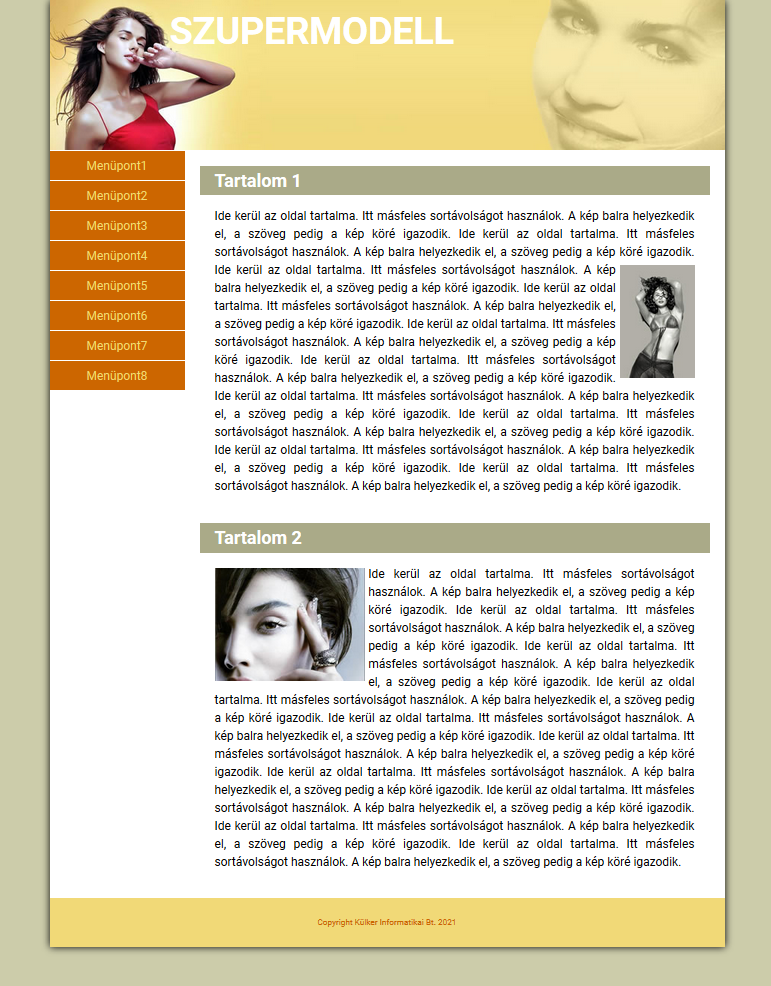 SZUPERMODELL
Menüpont1
Menüpont2
Menüpont3
Menüpont4
Menüpont5
Menüpont6
Menüpont7
Menüpont8
Tartalom 1
Ide kerül az oldal tartalma. Itt másfeles sortávolságot használok. A kép balra helyezkedik
el, a szöveg pedig a kép köré igazodik. Ide kerül az oldal tartalma. Itt másfeles
sortávolságot használok. A kép balra helyezkedik el, a szöveg pedig a kép köré igazodik.
Ide kerül az oldal tartalma. Itt másfeles sortávolságot használok. A kép
balra helyezkedik el, a szöveg pedig a kép köré igazodik. Ide kerül az oldal
tartalma. Itt másfeles sortávolságot használok. A kép balra helyezkedik el,
a szöveg pedig a kép köré igazodik. Ide kerül az oldal tartalma. Itt másfeles
sortávolságot használok. A kép balra helyezkedik el, a szöveg pedig a kép
köré igazodik. Ide kerül az oldal tartalma. Itt másfeles sortávolságot
használok. A kép balra helyezkedik el, a szöveg pedig a kép köré igazodik.
Ide kerül az oldal tartalma. Itt másfeles sortávolságot használok. A kép balra helyezkedik
el, a szöveg pedig a kép köré igazodik. Ide kerül az oldal tartalma. Itt másfeles
sortávolságot használok. A kép balra helyezkedik el, a szöveg pedig a kép köré igazodik.
Ide kerül az oldal tartalma. Itt másfeles sortávolságot használok. A kép balra helyezkedik
el, a szöveg pedig a kép köré igazodik. Ide kerül az oldal tartalma. Itt másfeles
sortávolságot használok. A kép balra helyezkedik el, a szöveg pedig a kép köré igazodik.
Tartalom 2
Ide kerül az oldal tartalma. Itt másfeles sortávolságot
használok. A kép balra helyezkedik el, a szöveg pedig a kép
köré igazodik. Ide kerül az oldal tartalma. Itt másfeles
sortávolságot használok. A kép balra helyezkedik el, a szöveg
pedig a kép köré igazodik. Ide kerül az oldal tartalma. Itt
másfeles sortávolságot használok. A kép balra helyezkedik
el, a szöveg pedig a kép köré igazodik. Ide kerül az oldal
tartalma. Itt másfeles sortávolságot használok. A kép balra helyezkedik el, a szöveg pedig
a kép köré igazodik. Ide kerül az oldal tartalma. Itt másfeles sortávolságot használok. A
kép balra helyezkedik el, a szöveg pedig a kép köré igazodik. Ide kerül az oldal tartalma. Itt
másfeles sortávolságot használok. A kép balra helyezkedik el, a szöveg pedig a kép köré
igazodik. Ide kerül az oldal tartalma. Itt másfeles sortávolságot használok. A kép balra
helyezkedik el, a szöveg pedig a kép köré igazodik. Ide kerül az oldal tartalma. Itt másfeles
sortávolságot használok. A kép balra helyezkedik el, a szöveg pedig a kép köré igazodik.
Ide kerül az oldal tartalma. Itt másfeles sortávolságot használok. A kép balra helyezkedik
el, a szöveg pedig a kép köré igazodik. Ide kerül az oldal tartalma. Itt másfeles
sortávolságot használok. A kép balra helyezkedik el, a szöveg pedig a kép köré igazodik.
Copyright Külker Informatikai Bt. 2021